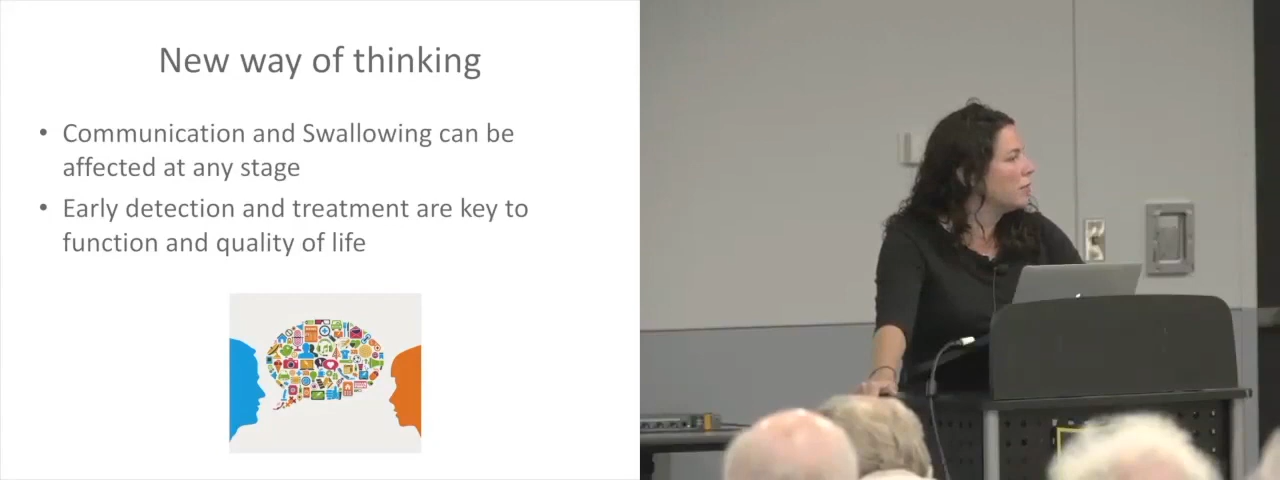 New way of thinking
• Communication and Swallowing can be
affected at any stage
• Early detection and treatment are key to
function and quality of life